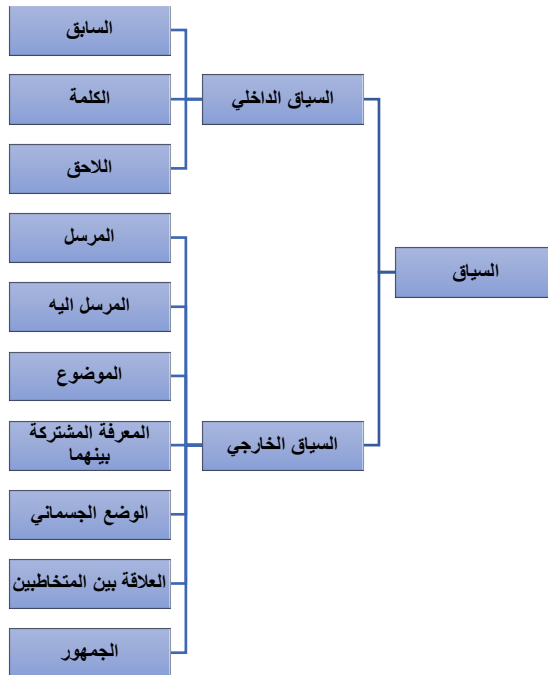 السياق
السياق الداخلي
السابق
الكلمة
اللاحق
السياق الخارجي
المرسل
المرسل اليه
الموضوع
المعرفة المشتركة
بينهما
الوضع الجسماني
العلاقة بين المتخاطبين
الجمهور